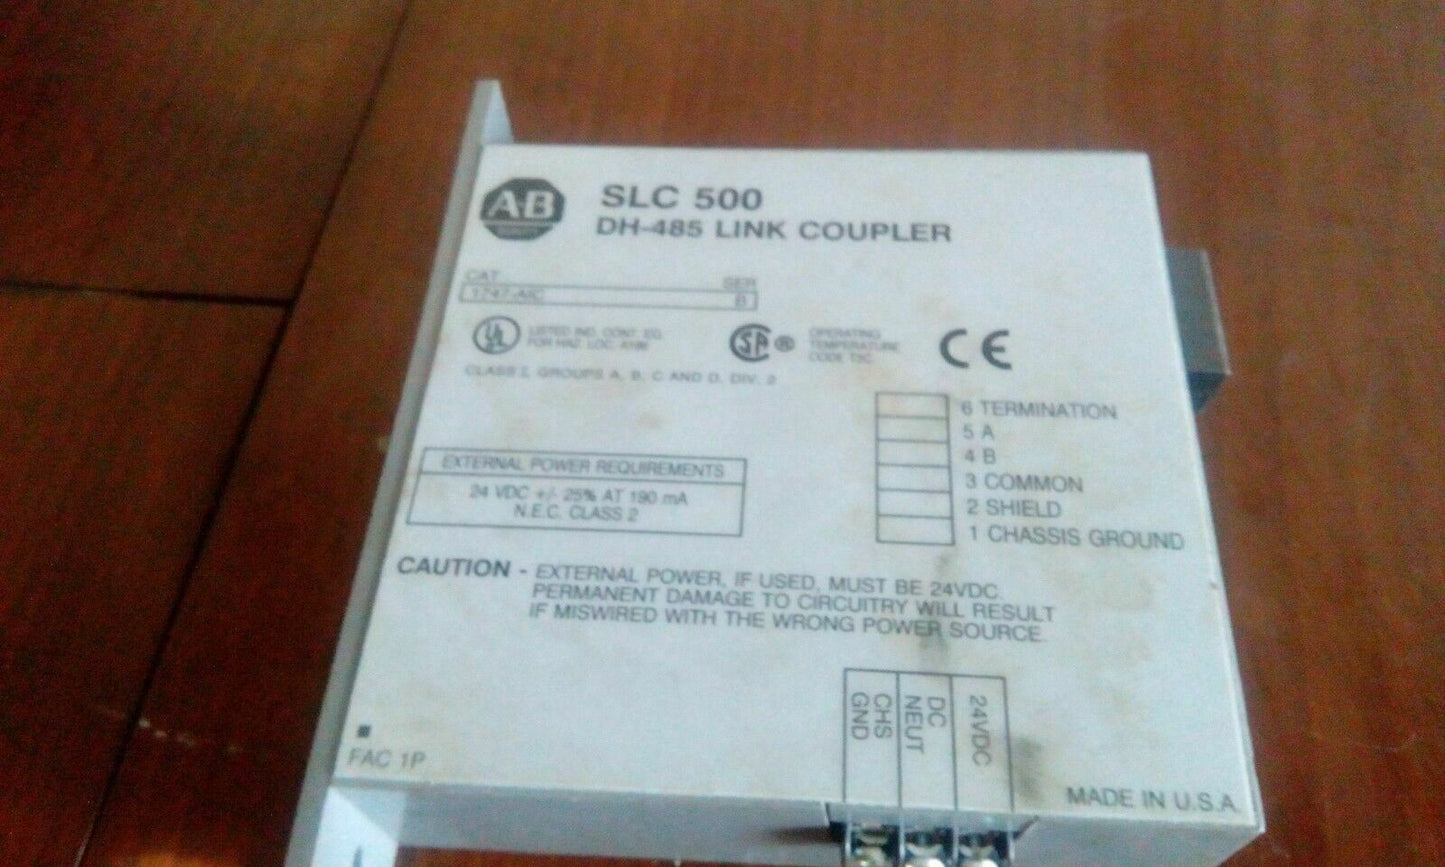 AB
SLC 500
DH-485 LINK COUPLER
CAT. SER
1747-AIC B
UL
LISTED IND. CONT. EQ.
FOR HAZ. LOC. A196
SA ®
OPERATING
TEMPERATURE
CODE T3C
CE
CLASS I, GROUPS A, B, C AND D, DIV. 2
6 TERMINATION
5 A
4 B
3 COMMON
2 SHIELD
1 CHASSIS GROUND
EXTERNAL POWER REQUIREMENTS
24 VDC +/- 25% AT 190 mA
N.E.C. CLASS 2
CAUTION - EXTERNAL POWER, IF USED, MUST BE 24VDC.
PERMANENT DAMAGE TO CIRCUITRY WILL RESULT
IF MISWIRED WITH THE WRONG POWER SOURCE.
CHS
GND
DC
NEUT
24VDC
FAC 1P
MADE IN U.S.A.